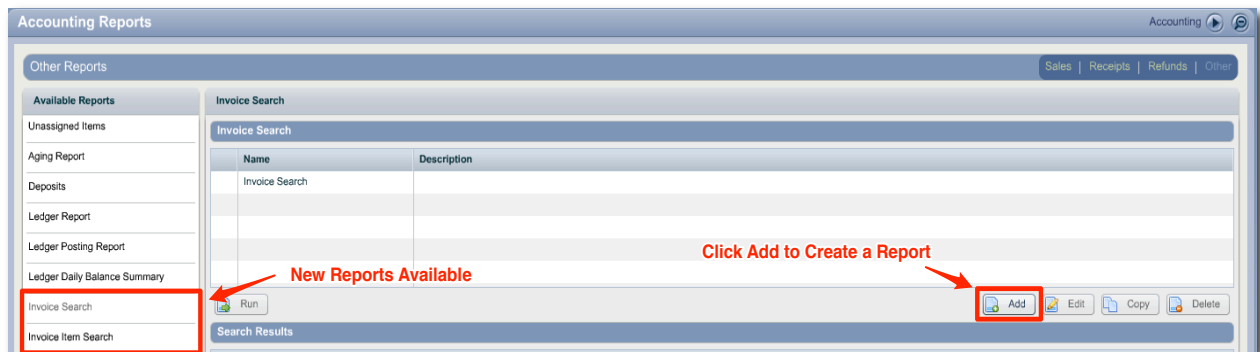 Accounting Reports
Accounting
Other Reports
Sales | Receipts | Refunds | Other
Available Reports
Unassigned Items
Aging Report
Deposits
Ledger Report
Ledger Posting Report
Ledger Daily Balance Summary
Invoice Search
Invoice Item Search
Invoice Search
Invoice Search
Name Description
Invoice Search
Click Add to Create a Report
New Reports Available
Run
Add Edit Copy Delete
Search Results